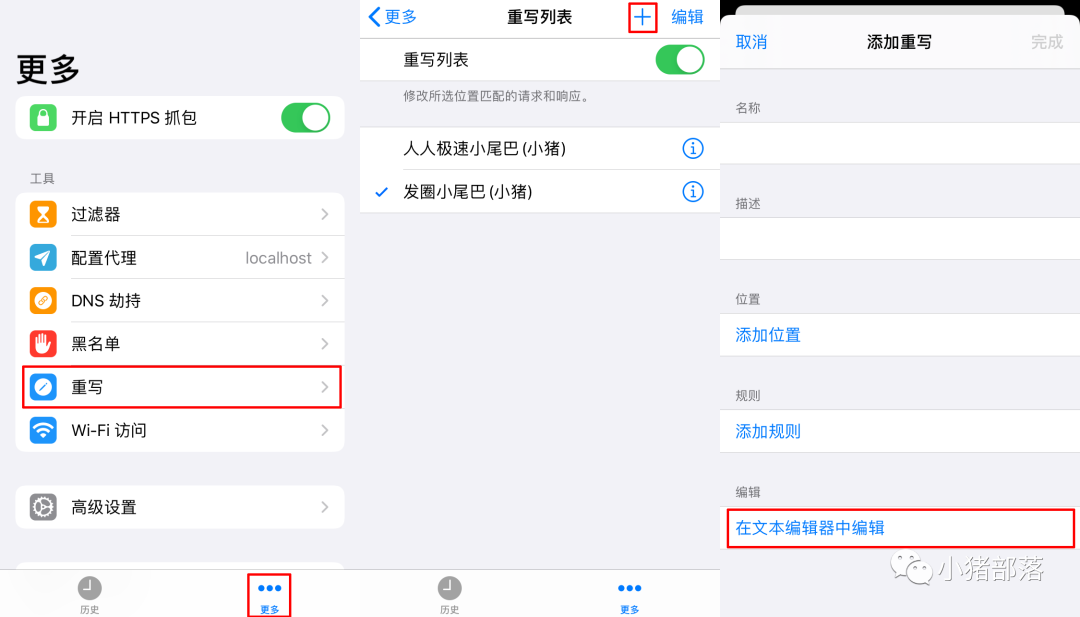 更多
开启 HTTPS 抓包
工具
过滤器
配置代理 localhost
DNS 劫持
黑名单
重写
Wi-Fi 访问
高级设置
历史
更多
更多 重写列表 编辑
重写列表
修改所选位置匹配的请求和响应。
人人极速小尾巴(小猪)
发圈小尾巴(小猪)
历史
更多
取消 添加重写 完成
名称
描述
位置
添加位置
规则
添加规则
编辑
在文本编辑器中编辑
小猪部落